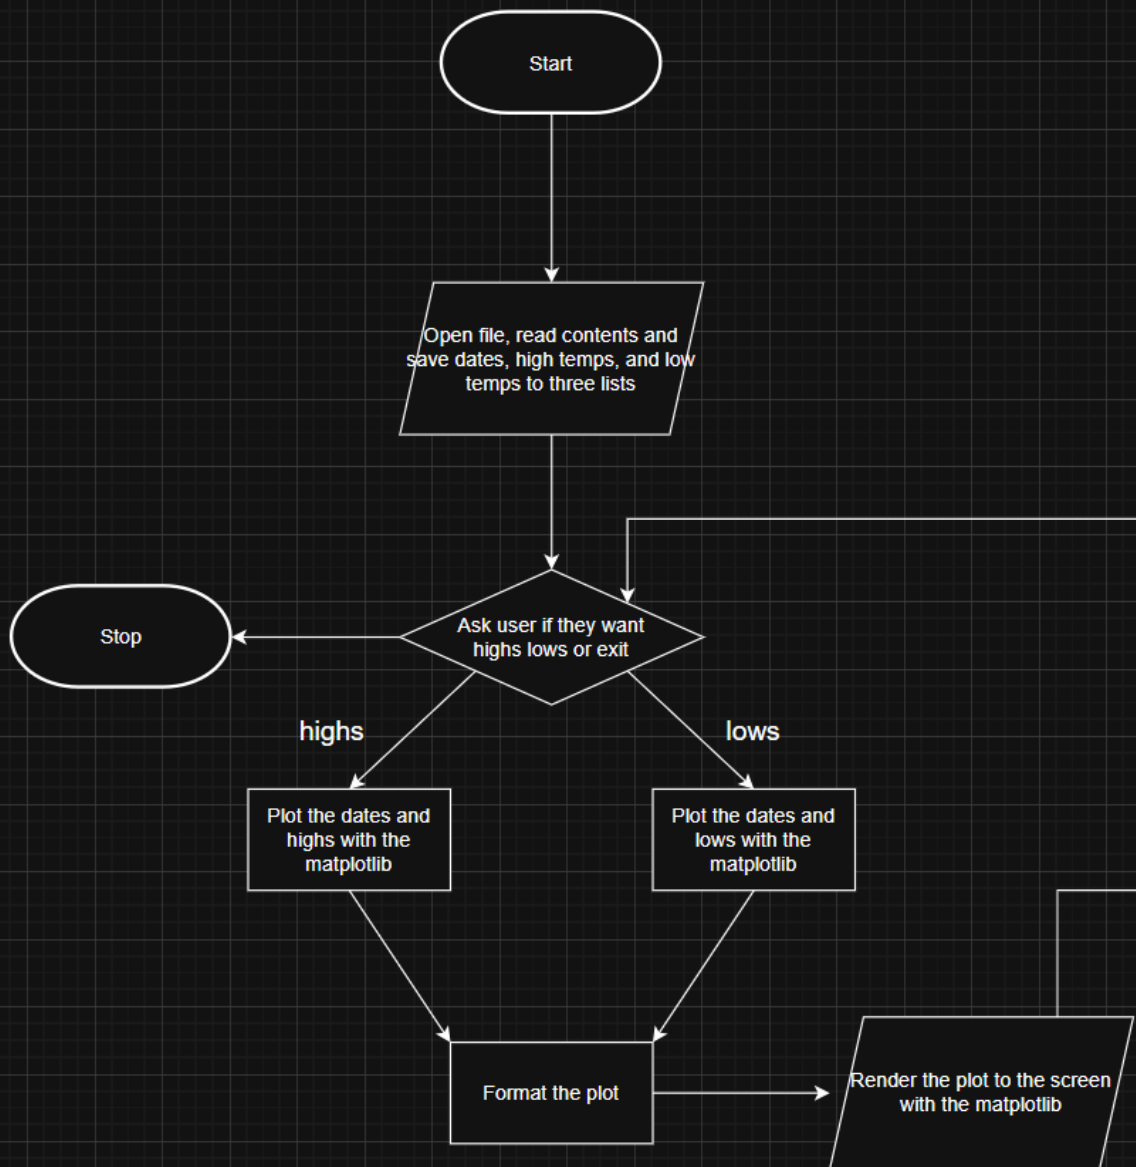 Start
Open file, read contents and
save dates, high temps, and low
temps to three lists
Ask user if they want
highs lows or exit
Stop
highs
lows
Plot the dates and
highs with the
matplotlib
Plot the dates and
lows with the
matplotlib
Format the plot
Render the plot to the screen
with the matplotlib